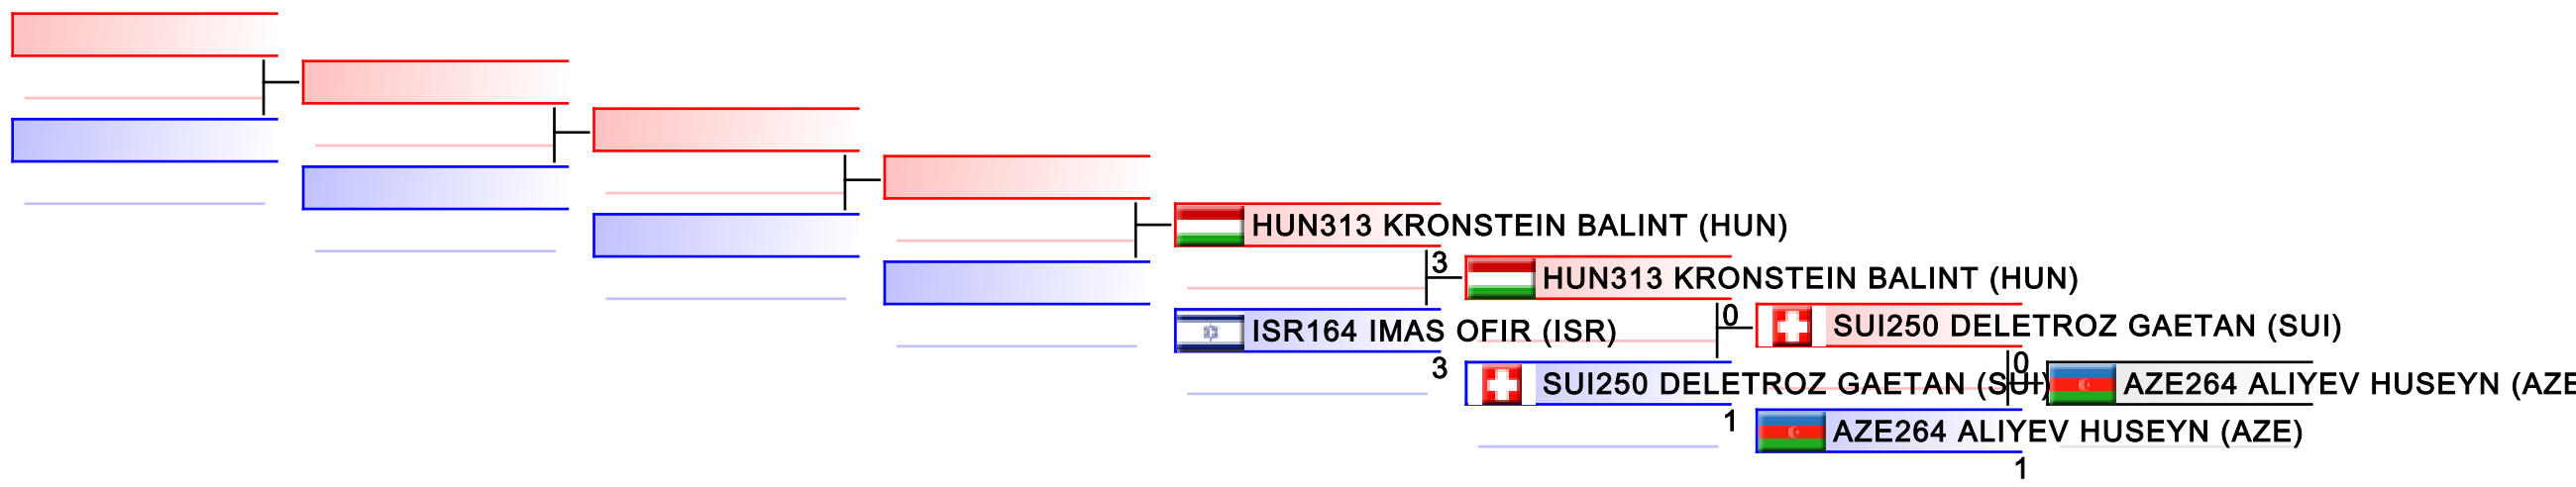 HUN313 KRONSTEIN BALINT (HUN)
3
HUN313 KRONSTEIN BALINT (HUN)
0
ISR164 IMAS OFIR (ISR)
3
SUI250 DELETROZ GAETAN (SUI)
0
SUI250 DELETROZ GAETAN (SUI)
1
AZE264 ALIYEV HUSEYN (AZE
AZE264 ALIYEV HUSEYN (AZE)
1